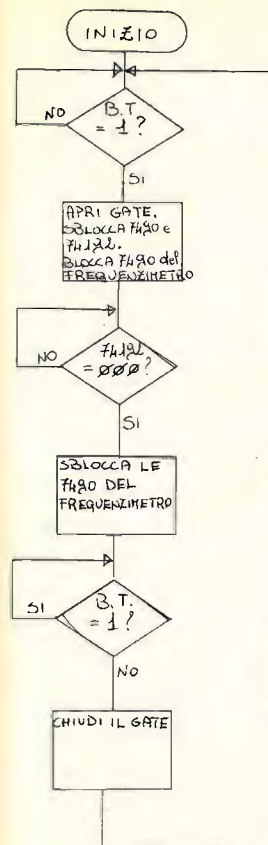 INIZIO
B.T.
= 1?
NO
SI
APRI GATE.
SBLOCCA 7490 e
74192.
BLOCCA 7490 del
FREQUENZIMETRO
74192
= ØØØ?
NO
SI
SBLOCCA LE
7490 DEL
FREQUENZIMETRO
B.T.
= 1?
SI
NO
CHIUDI IL GATE